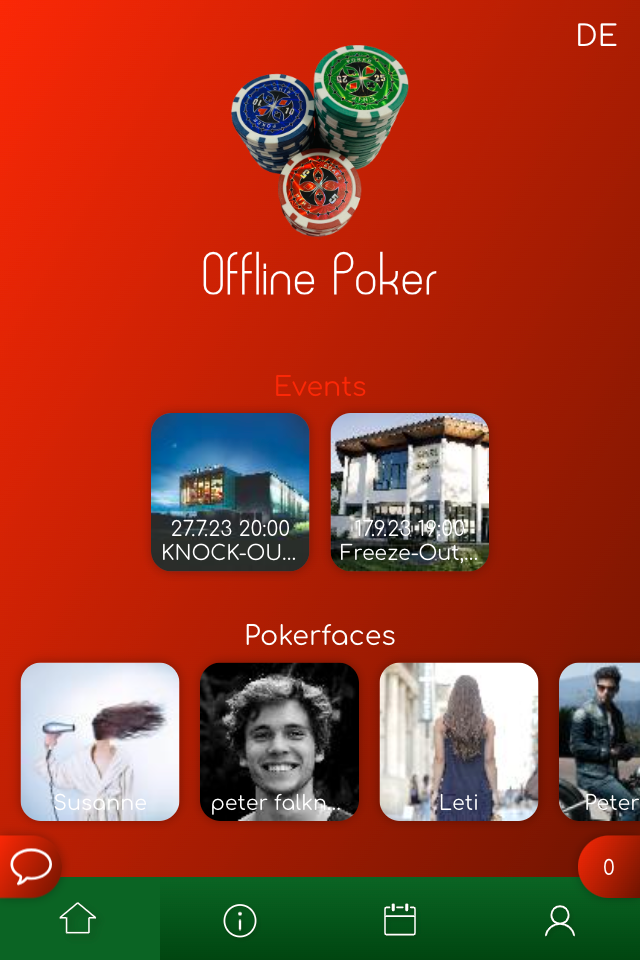 DE
Offline Poker
Events
27.7.23 20:00
KNOCK-OU...
17.9.23 19:00
Freeze-Out,...
Pokerfaces
Susanne
peter falkn...
Leti
Peter
0